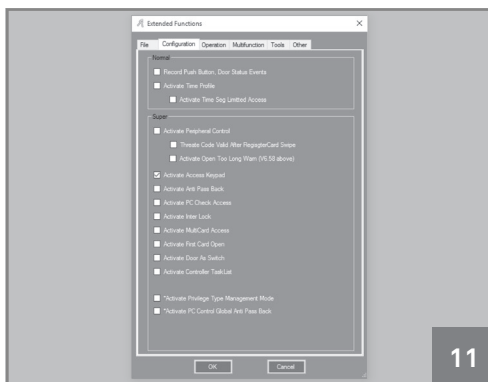 Extended Functions
File Configuration Operation Multifunction Tools Other
Normal
Record Push Button, Door Status Events
Activate Time Profile
Activate Time Seg Limitted Access
Super
Activate Peripheral Control
Threate Code Valid After RegagterCard Swipe
Activate Open Too Long Warn (V6.58 above)
Activate Access Keypad
Activate Anti Pass Back
Activate PC Check Access
Activate Inter Lock
Activate MultiCard Access
Activate First Card Open
Activate Door As Switch
Activate Controller TaskList
*Activate Privilege Type Management Mode
*Activate PC Control Global Anti Pass Back
OK Cancel
11